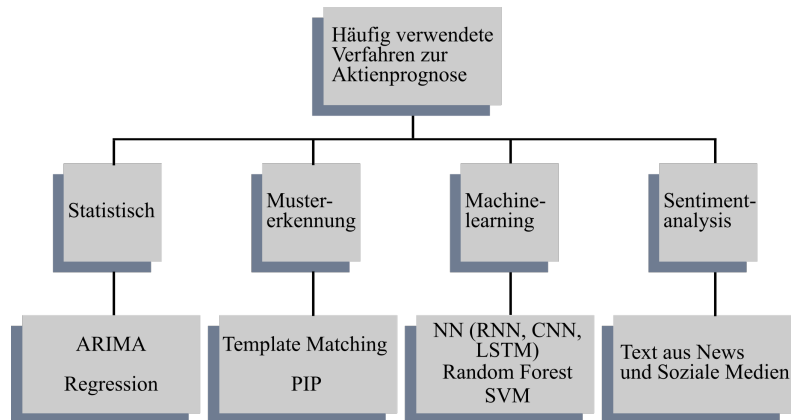 Häufig verwendete
Verfahren zur
Aktienprognose
Statistisch
Muster-
erkennung
Machine-
learning
Sentiment-
analysis
ARIMA
Regression
Template Matching
PIP
NN (RNN, CNN,
LSTM)
Random Forest
SVM
Text aus News
und Soziale Medien